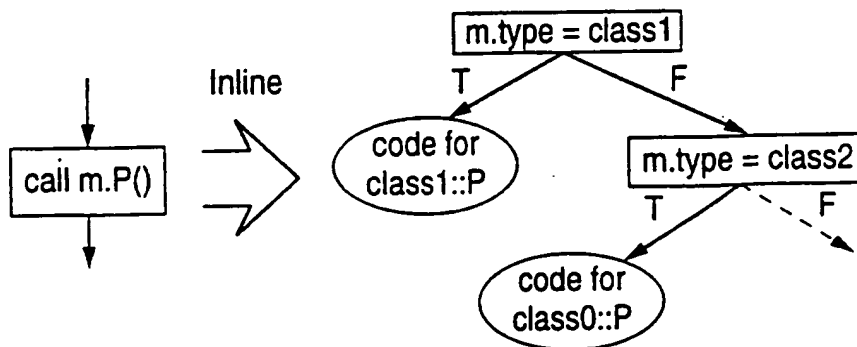 m.type = class1
T
F
Inline
call m.P()
code for
class1::P
m.type = class2
T
F
code for
class0::P